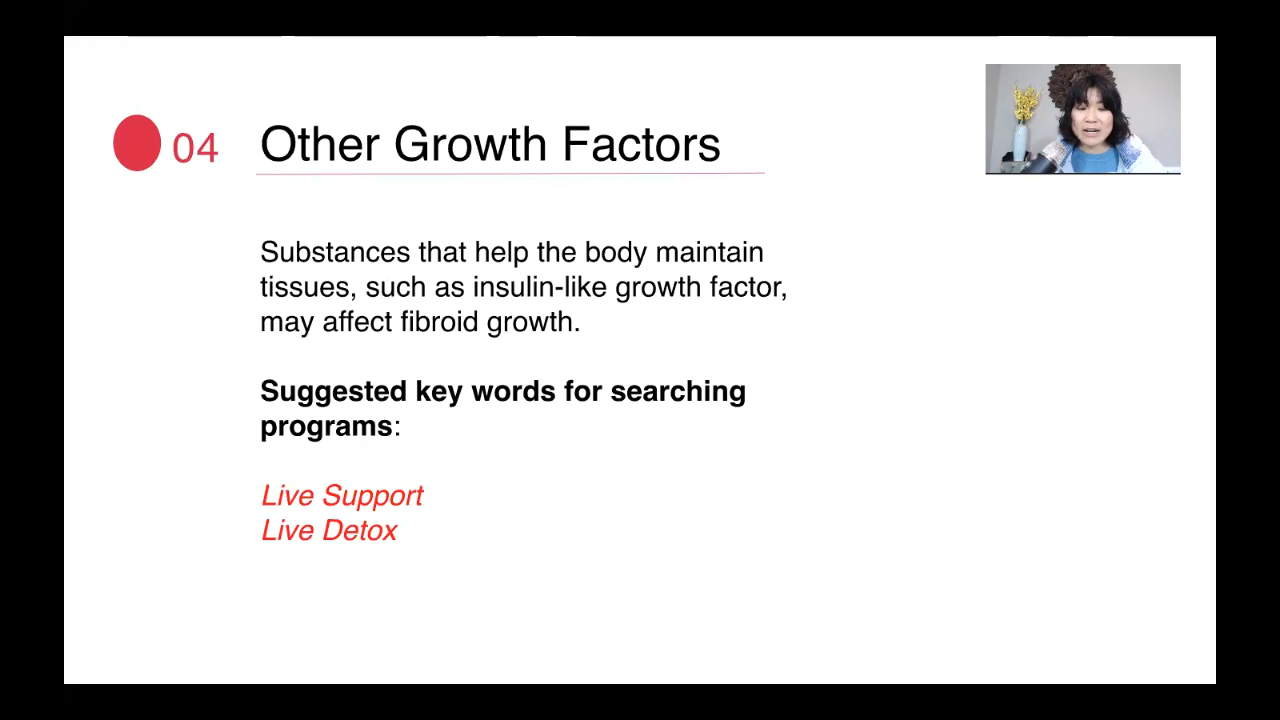 04 Other Growth Factors
Substances that help the body maintain
tissues, such as insulin-like growth factor,
may affect fibroid growth.
Suggested key words for searching
programs:
Live Support
Live Detox